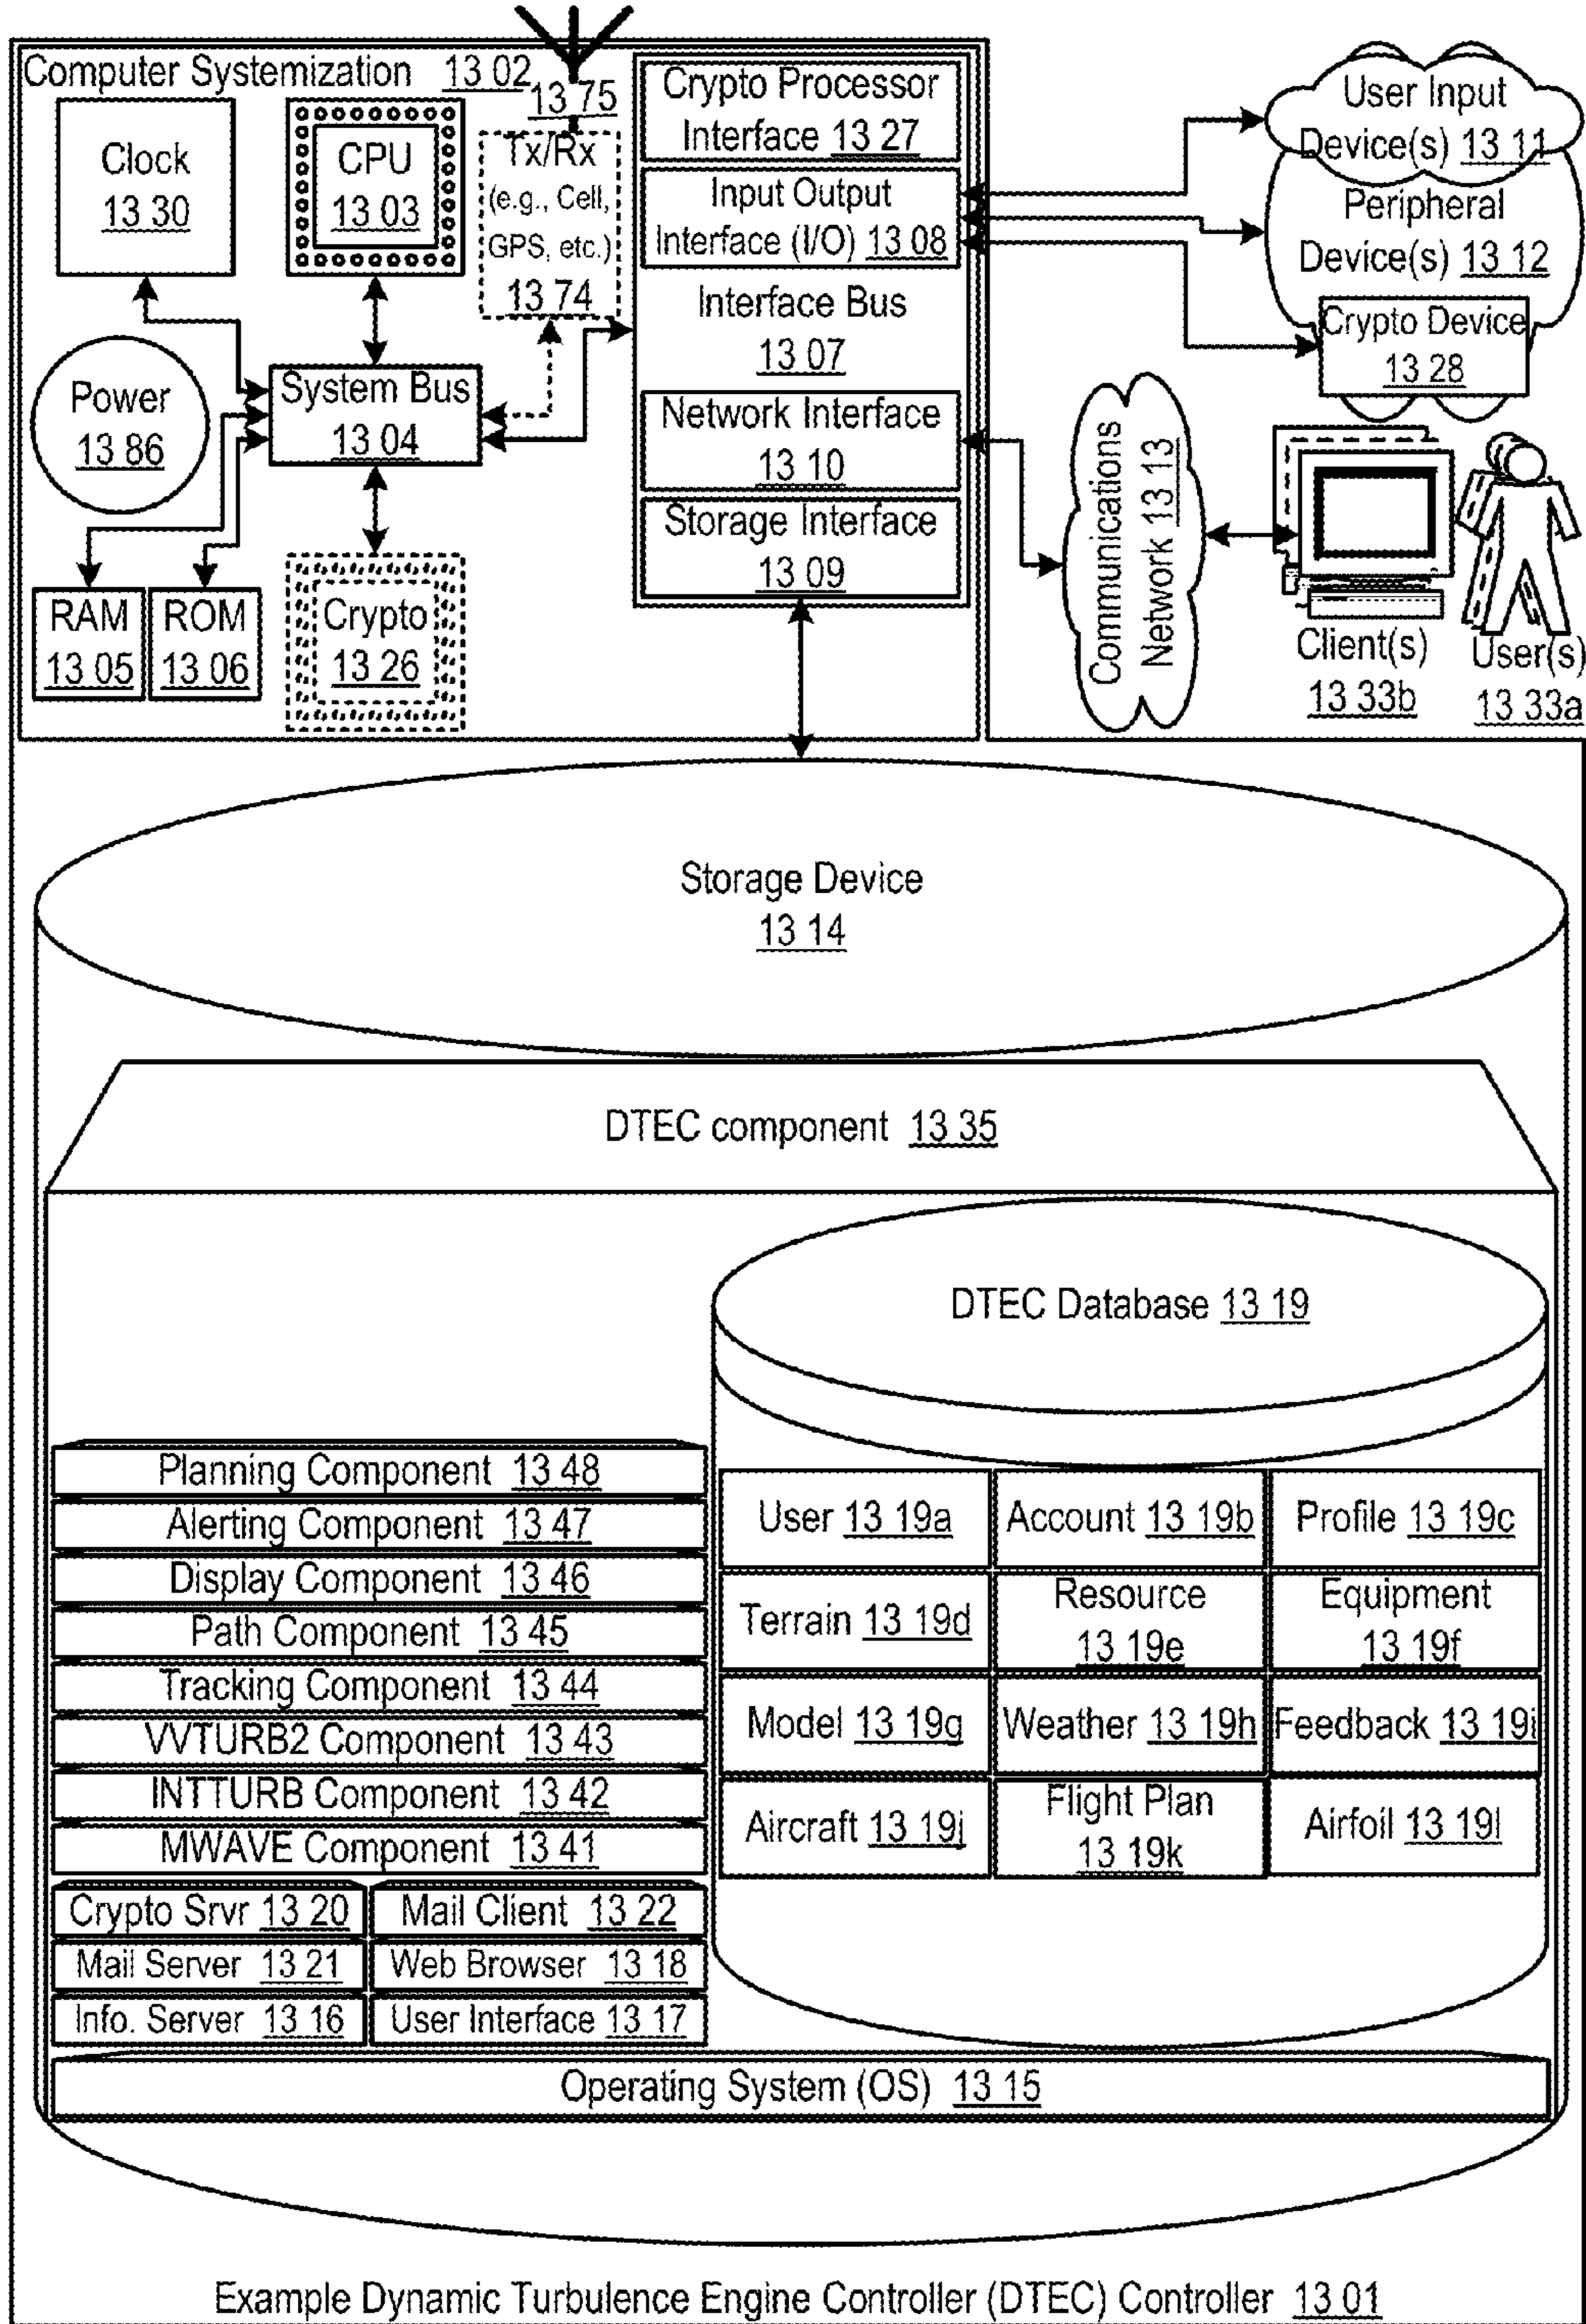 Computer Systemization 13 02
13 75
Clock
13 30
CPU
13 03
Tx/Rx
(e.g., Cell,
GPS, etc.)
13 74
Power
13 86
System Bus
13 04
RAM
13 05
ROM
13 06
Crypto
13 26
Crypto Processor
Interface 13 27
Input Output
Interface (I/O) 13 08
Interface Bus
13 07
Network Interface
13 10
Storage Interface
13 09
User Input
Device(s) 13 11
Peripheral
Device(s) 13 12
Crypto Device
13 28
Communications
Network 13 13
Client(s)
13 33b
User(s)
13 33a
Storage Device
13 14
DTEC component 13 35
DTEC Database 13 19
Planning Component 13 48
Alerting Component 13 47
Display Component 13 46
Path Component 13 45
Tracking Component 13 44
VVTURB2 Component 13 43
INTTURB Component 13 42
MWAVE Component 13 41
Crypto Srvr 13 20
Mail Client 13 22
Mail Server 13 21
Web Browser 13 18
Info. Server 13 16
User Interface 13 17
User 13 19a
Account 13 19b
Profile 13 19c
Terrain 13 19d
Resource
13 19e
Equipment
13 19f
Model 13 19g
Weather 13 19h
Feedback 13 19i
Aircraft 13 19j
Flight Plan
13 19k
Airfoil 13 19l
Operating System (OS) 13 15
Example Dynamic Turbulence Engine Controller (DTEC) Controller 13 01